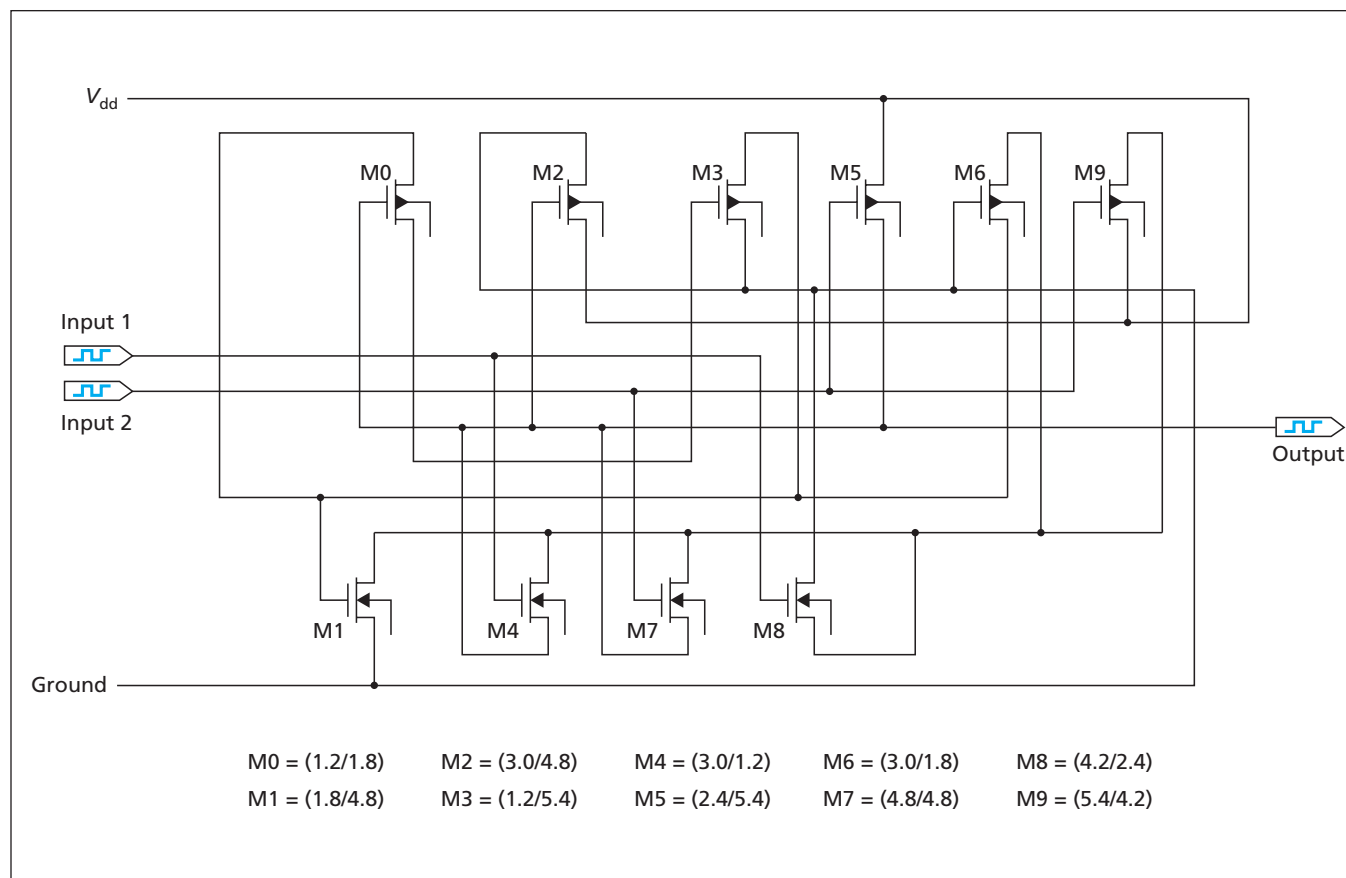 V_dd
M0
M2
M3
M5
M6
M9
Input 1
Input 2
Output
M1
M4
M7
M8
Ground
M0 = (1.2/1.8) M2 = (3.0/4.8) M4 = (3.0/1.2) M6 = (3.0/1.8) M8 = (4.2/2.4)
M1 = (1.8/4.8) M3 = (1.2/5.4) M5 = (2.4/5.4) M7 = (4.8/4.8) M9 = (5.4/4.2)